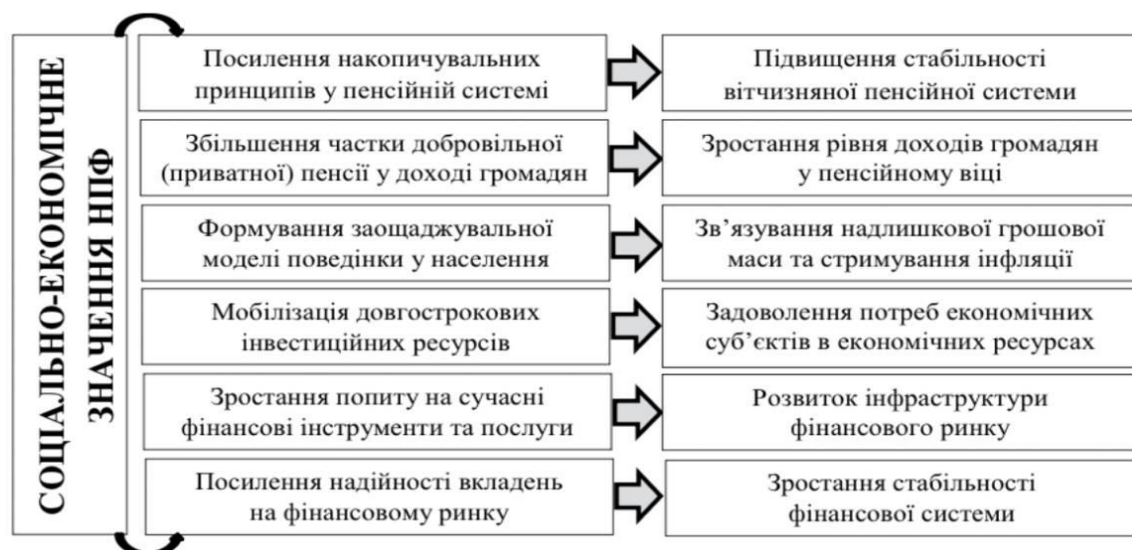 СОЦІАЛЬНО-ЕКОНОМІЧНЕ
ЗНАЧЕННЯ НПФ
Посилення накопичувальних
принципів у пенсійній системі
Підвищення стабільності
вітчизняної пенсійної системи
Збільшення частки добровільної
(приватної) пенсії у доході громадян
Зростання рівня доходів громадян
у пенсійному віці
Формування заощаджувальної
моделі поведінки у населення
Зв’язування надлишкової грошової
маси та стримування інфляції
Мобілізація довгострокових
інвестиційних ресурсів
Задоволення потреб економічних
суб’єктів в економічних ресурсах
Зростання попиту на сучасні
фінансові інструменти та послуги
Розвиток інфраструктури
фінансового ринку
Посилення надійності вкладень
на фінансовому ринку
Зростання стабільності
фінансової системи